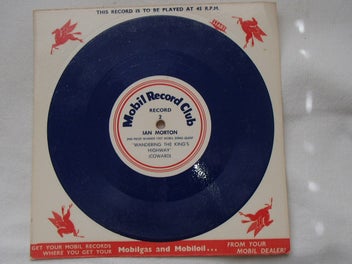 THIS RECORD IS TO BE PLAYED AT 45 R.P.M.
Mobil Record Club
RECORD
2
IAN MORTON
"WANDERING THE KING'S
HIGHWAY"
(COWARD)
GET YOUR MOBIL RECORDS
WHERE YOU GET YOUR
Mobilgas and Mobiloil...
FROM YOUR
MOBIL DEALER!